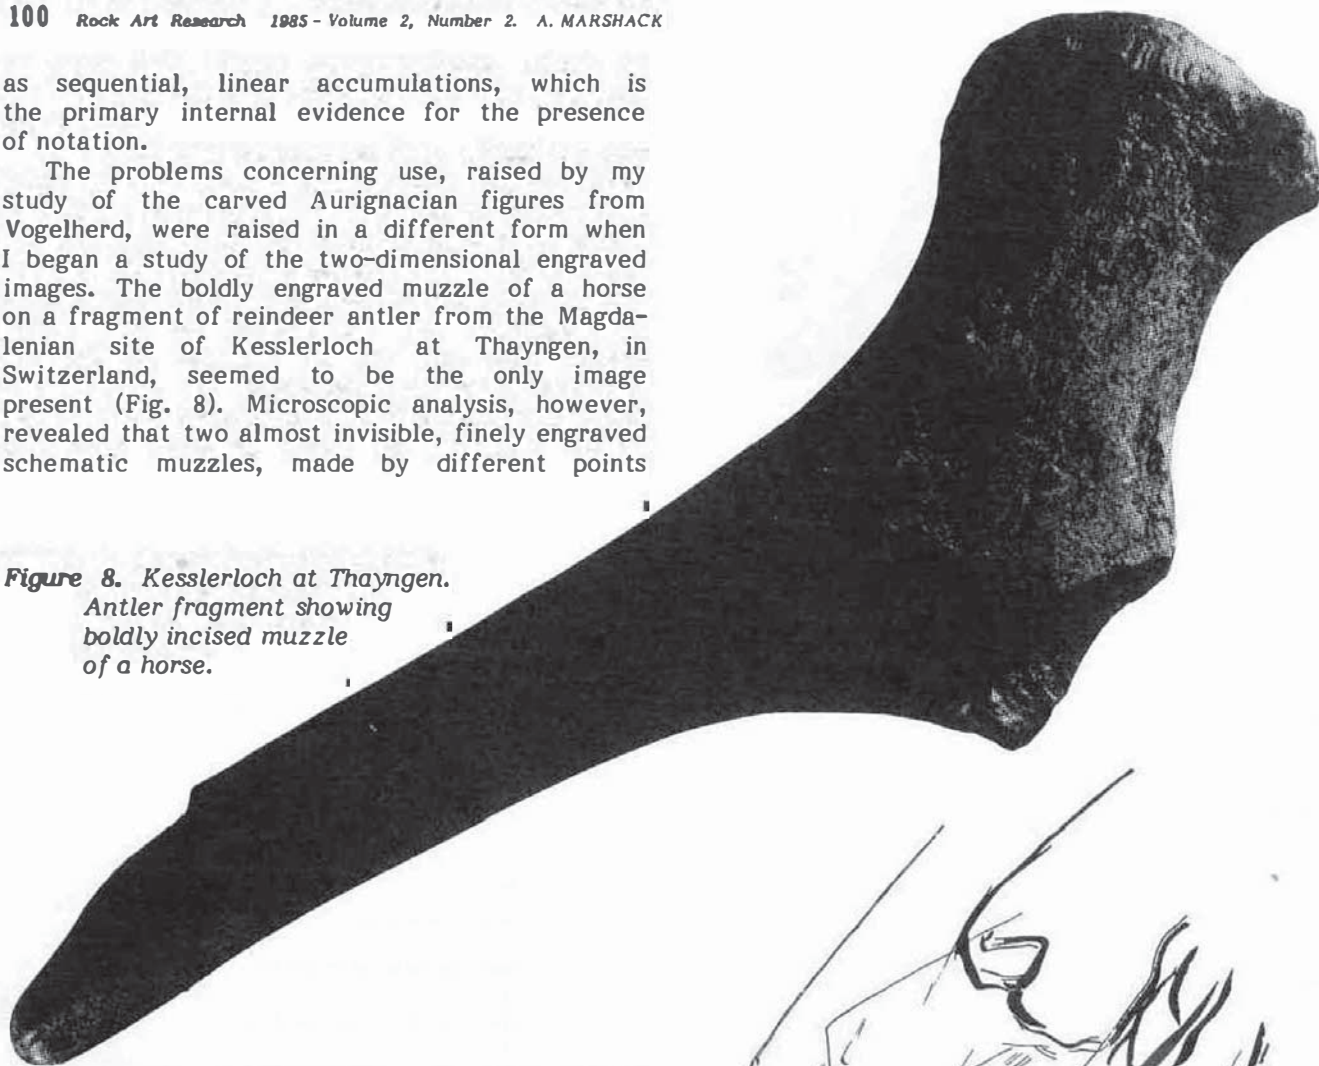 100 Rock Art Research 1985 - Volume 2, Number 2. A. MARSHACK
as sequential, linear accumulations, which is
the primary internal evidence for the presence
of notation.
The problems concerning use, raised by my
study of the carved Aurignacian figures from
Vogelherd, were raised in a different form when
I began a study of the two-dimensional engraved
images. The boldly engraved muzzle of a horse
on a fragment of reindeer antler from the Magda-
lenian site of Kesslerloch at Thayngen, in
Switzerland, seemed to be the only image
present (Fig. 8). Microscopic analysis, however,
revealed that two almost invisible, finely engraved
schematic muzzles, made by different points
Figure 8. Kesslerloch at Thayngen.
Antler fragment showing
boldly incised muzzle
of a horse.